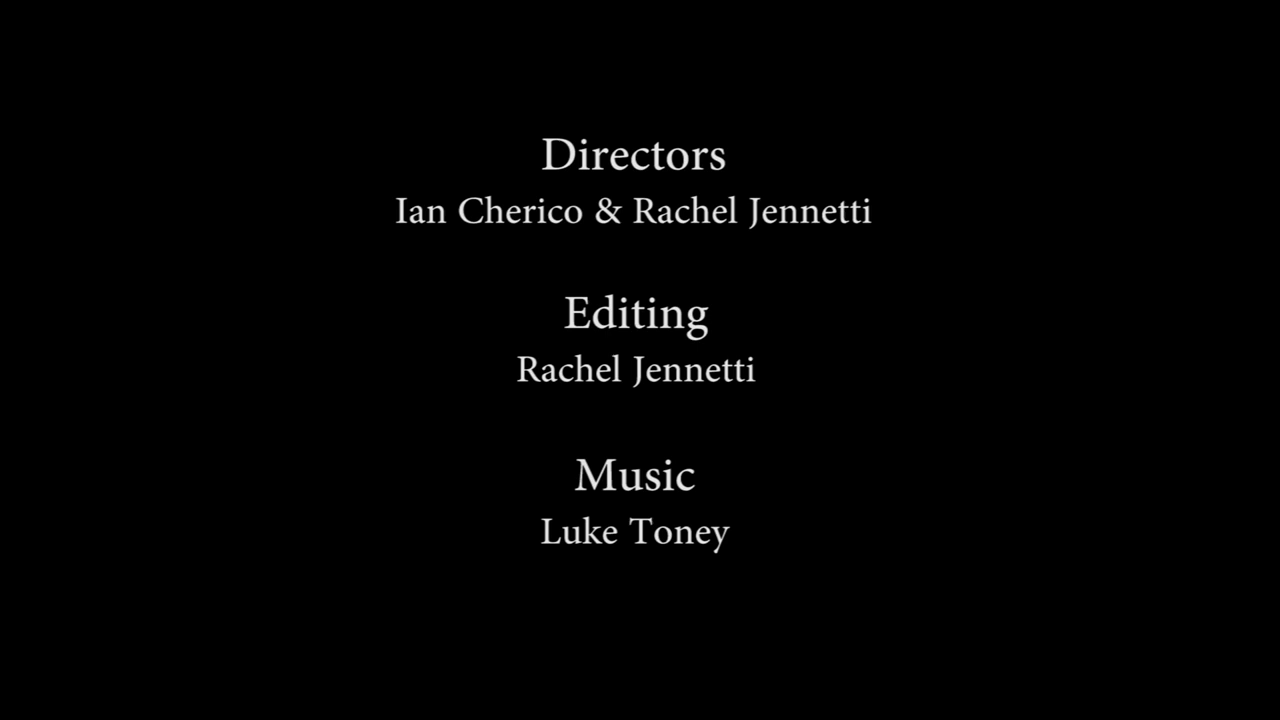 Directors
Ian Cherico & Rachel Jennetti
Editing
Rachel Jennetti
Music
Luke Toney